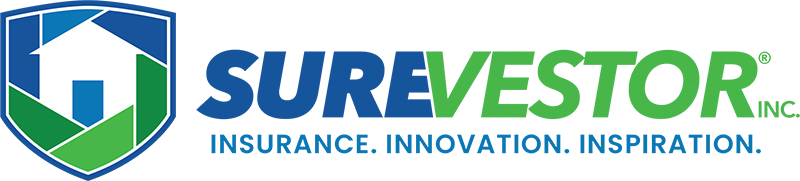 SUREVESTOR® INC.
INSURANCE. INNOVATION. INSPIRATION.